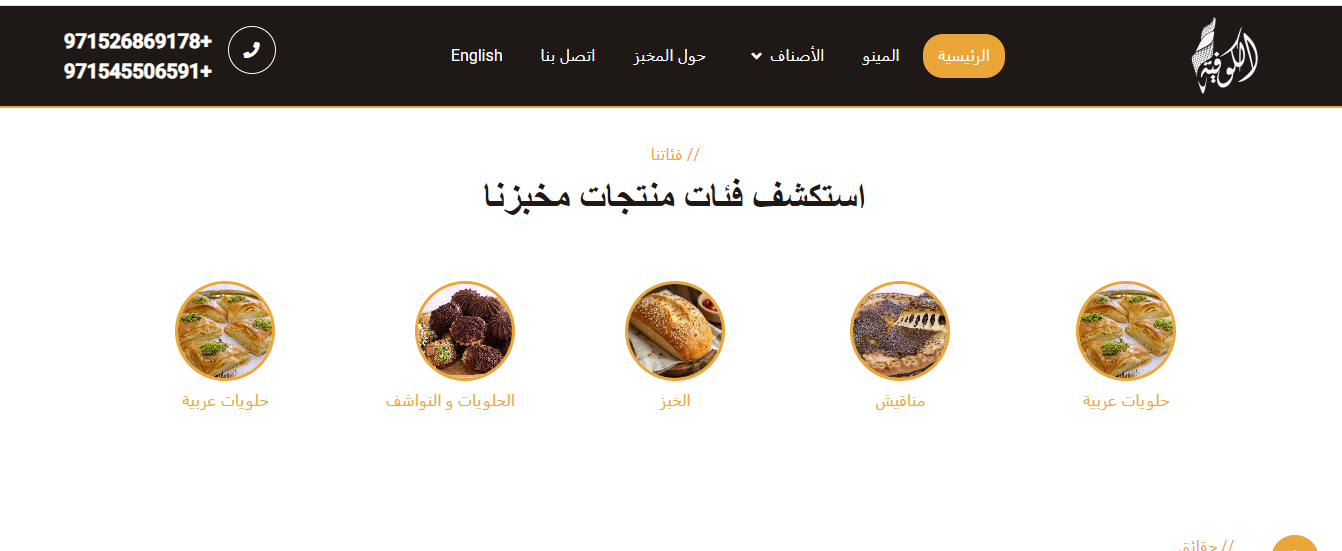 الكوفية
الرئيسية
المينو
الأصناف
حول المخبز
اتصل بنا
English
971526869178+
971545506591+
// فئاتنا
استكشف فئات منتجات مخبزنا
حلويات عربية
مناقيش
الخبز
الحلويات و النواشف
حلويات عربية
// حقائق